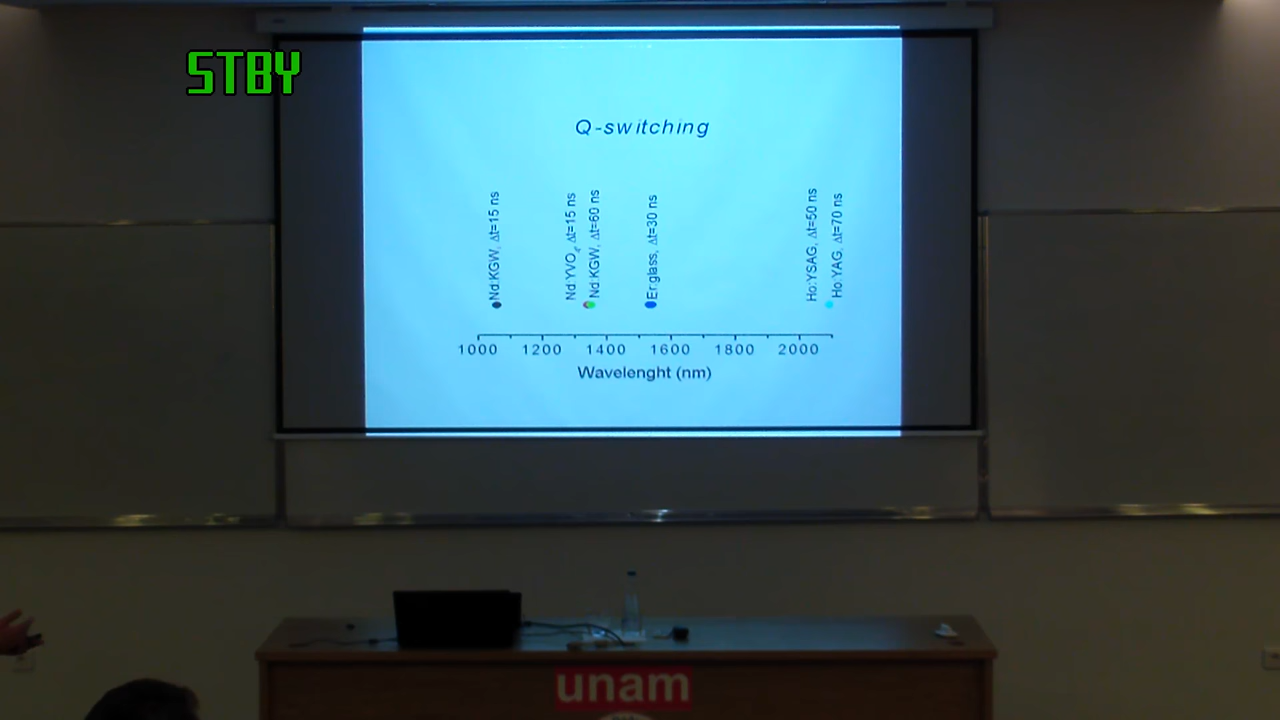 STBY
Q-switching
Nd:KGW, Δt=15 ns
Nd:YVO₄, Δt=15 ns
Nd:KGW, Δt=60 ns
Er:glass, Δt=30 ns
Ho:YSAG, Δt=50 ns
Ho:YAG, Δt=70 ns
1000 1200 1400 1600 1800 2000
Wavelenght (nm)
unam